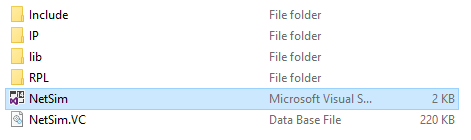 Include File folder
IP File folder
lib File folder
RPL File folder
NetSim Microsoft Visual S... 2 KB
NetSim.VC Data Base File 220 KB